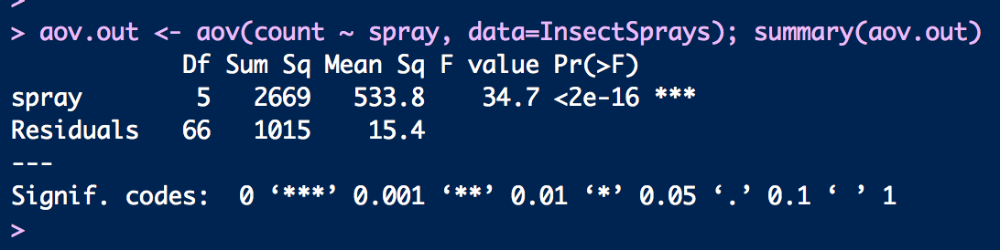 >
> aov.out <- aov(count ~ spray, data=InsectSprays); summary(aov.out)
            Df Sum Sq Mean Sq F value Pr(>F)
spray        5   2669   533.8    34.7 <2e-16 ***
Residuals   66   1015    15.4
---
Signif. codes:  0 ‘***’ 0.001 ‘**’ 0.01 ‘*’ 0.05 ‘.’ 0.1 ‘ ’ 1
>